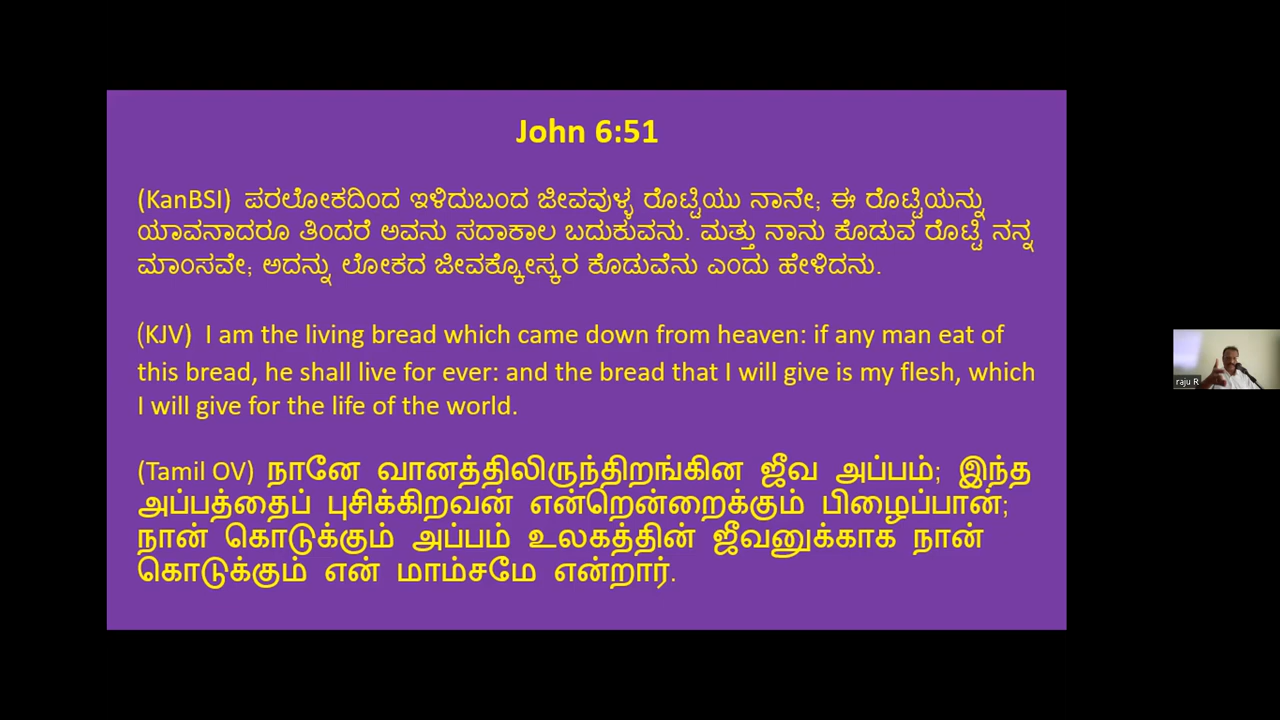 John 6:51
(KanBSI) ಪರಲೋಕದಿಂದ ಇಳಿದುಬಂದ ಜೀವವುಳ್ಳ ರೊಟ್ಟಿಯು ನಾನೇ; ಈ ರೊಟ್ಟಿಯನ್ನು
ಯಾವನಾದರೂ ತಿಂದರೆ ಅವನು ಸದಾಕಾಲ ಬದುಕುವನು. ಮತ್ತು ನಾನು ಕೊಡುವ ರೊಟ್ಟಿ ನನ್ನ
ಮಾಂಸವೇ; ಅದನ್ನು ಲೋಕದ ಜೀವಕ್ಕೋಸ್ಕರ ಕೊಡುವೆನು ಎಂದು ಹೇಳಿದನು.
(KJV) I am the living bread which came down from heaven: if any man eat of
this bread, he shall live for ever: and the bread that I will give is my flesh, which
I will give for the life of the world.
(Tamil OV) நானே வானத்திலிருந்திறங்கின ஜீவ அப்பம்; இந்த
அப்பத்தைப் புசிக்கிறவன் என்றென்றைக்கும் பிழைப்பான்;
நான் கொடுக்கும் அப்பம் உலகத்தின் ஜீவனுக்காக நான்
கொடுக்கும் என் மாம்சமே என்றார்.
raju R